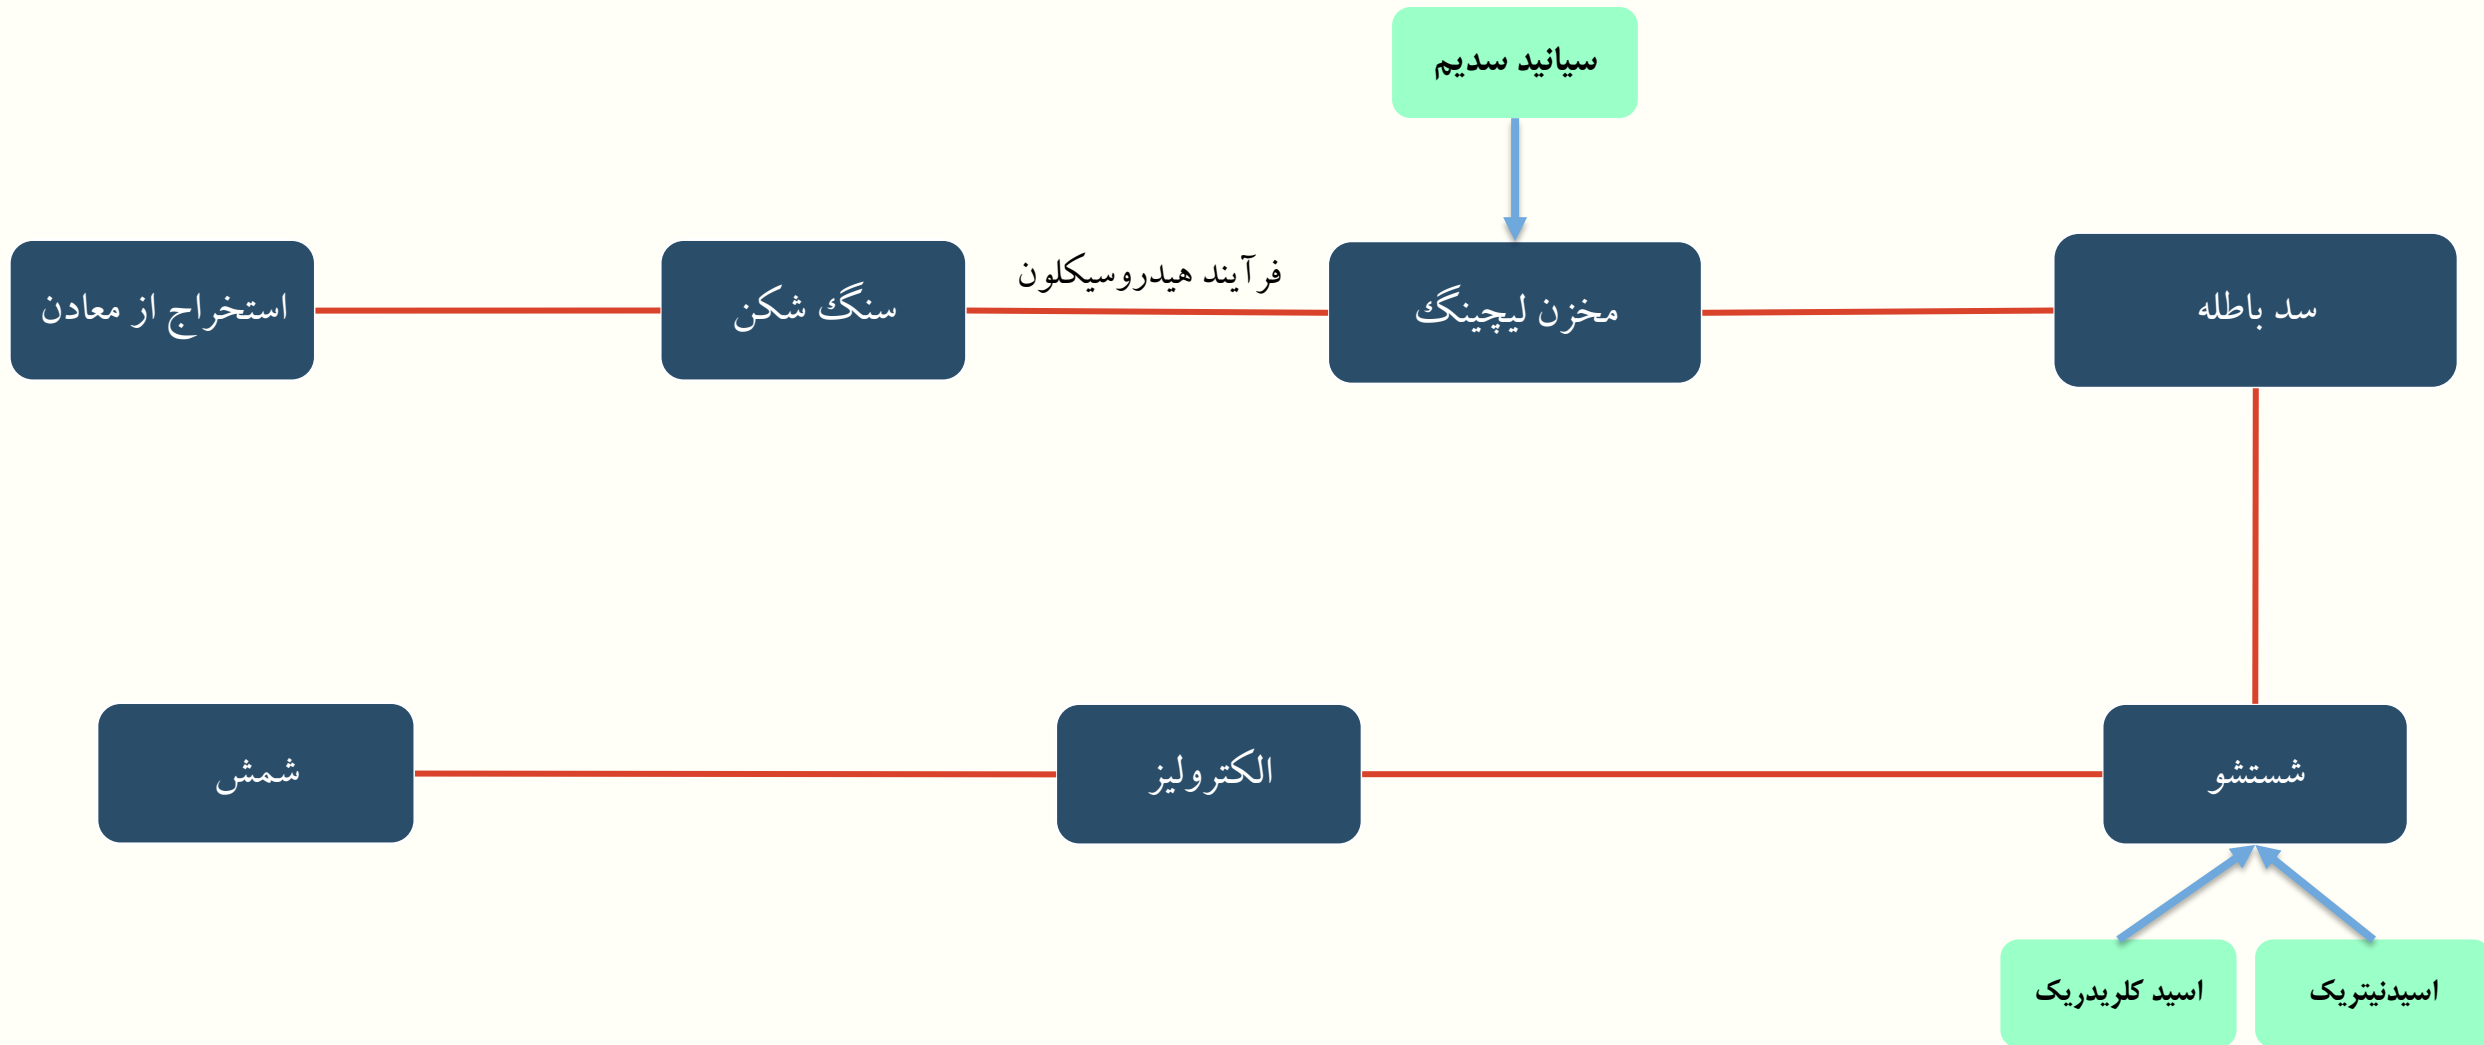 سیانید سدیم
استخراج از معادن
سنگ شکن
فرآیند هیدروسیکلون
مخزن لیچینگ
سد باطله
شستشو
الکترولیز
شمش
اسید کلریدریک
اسیدنیتریک